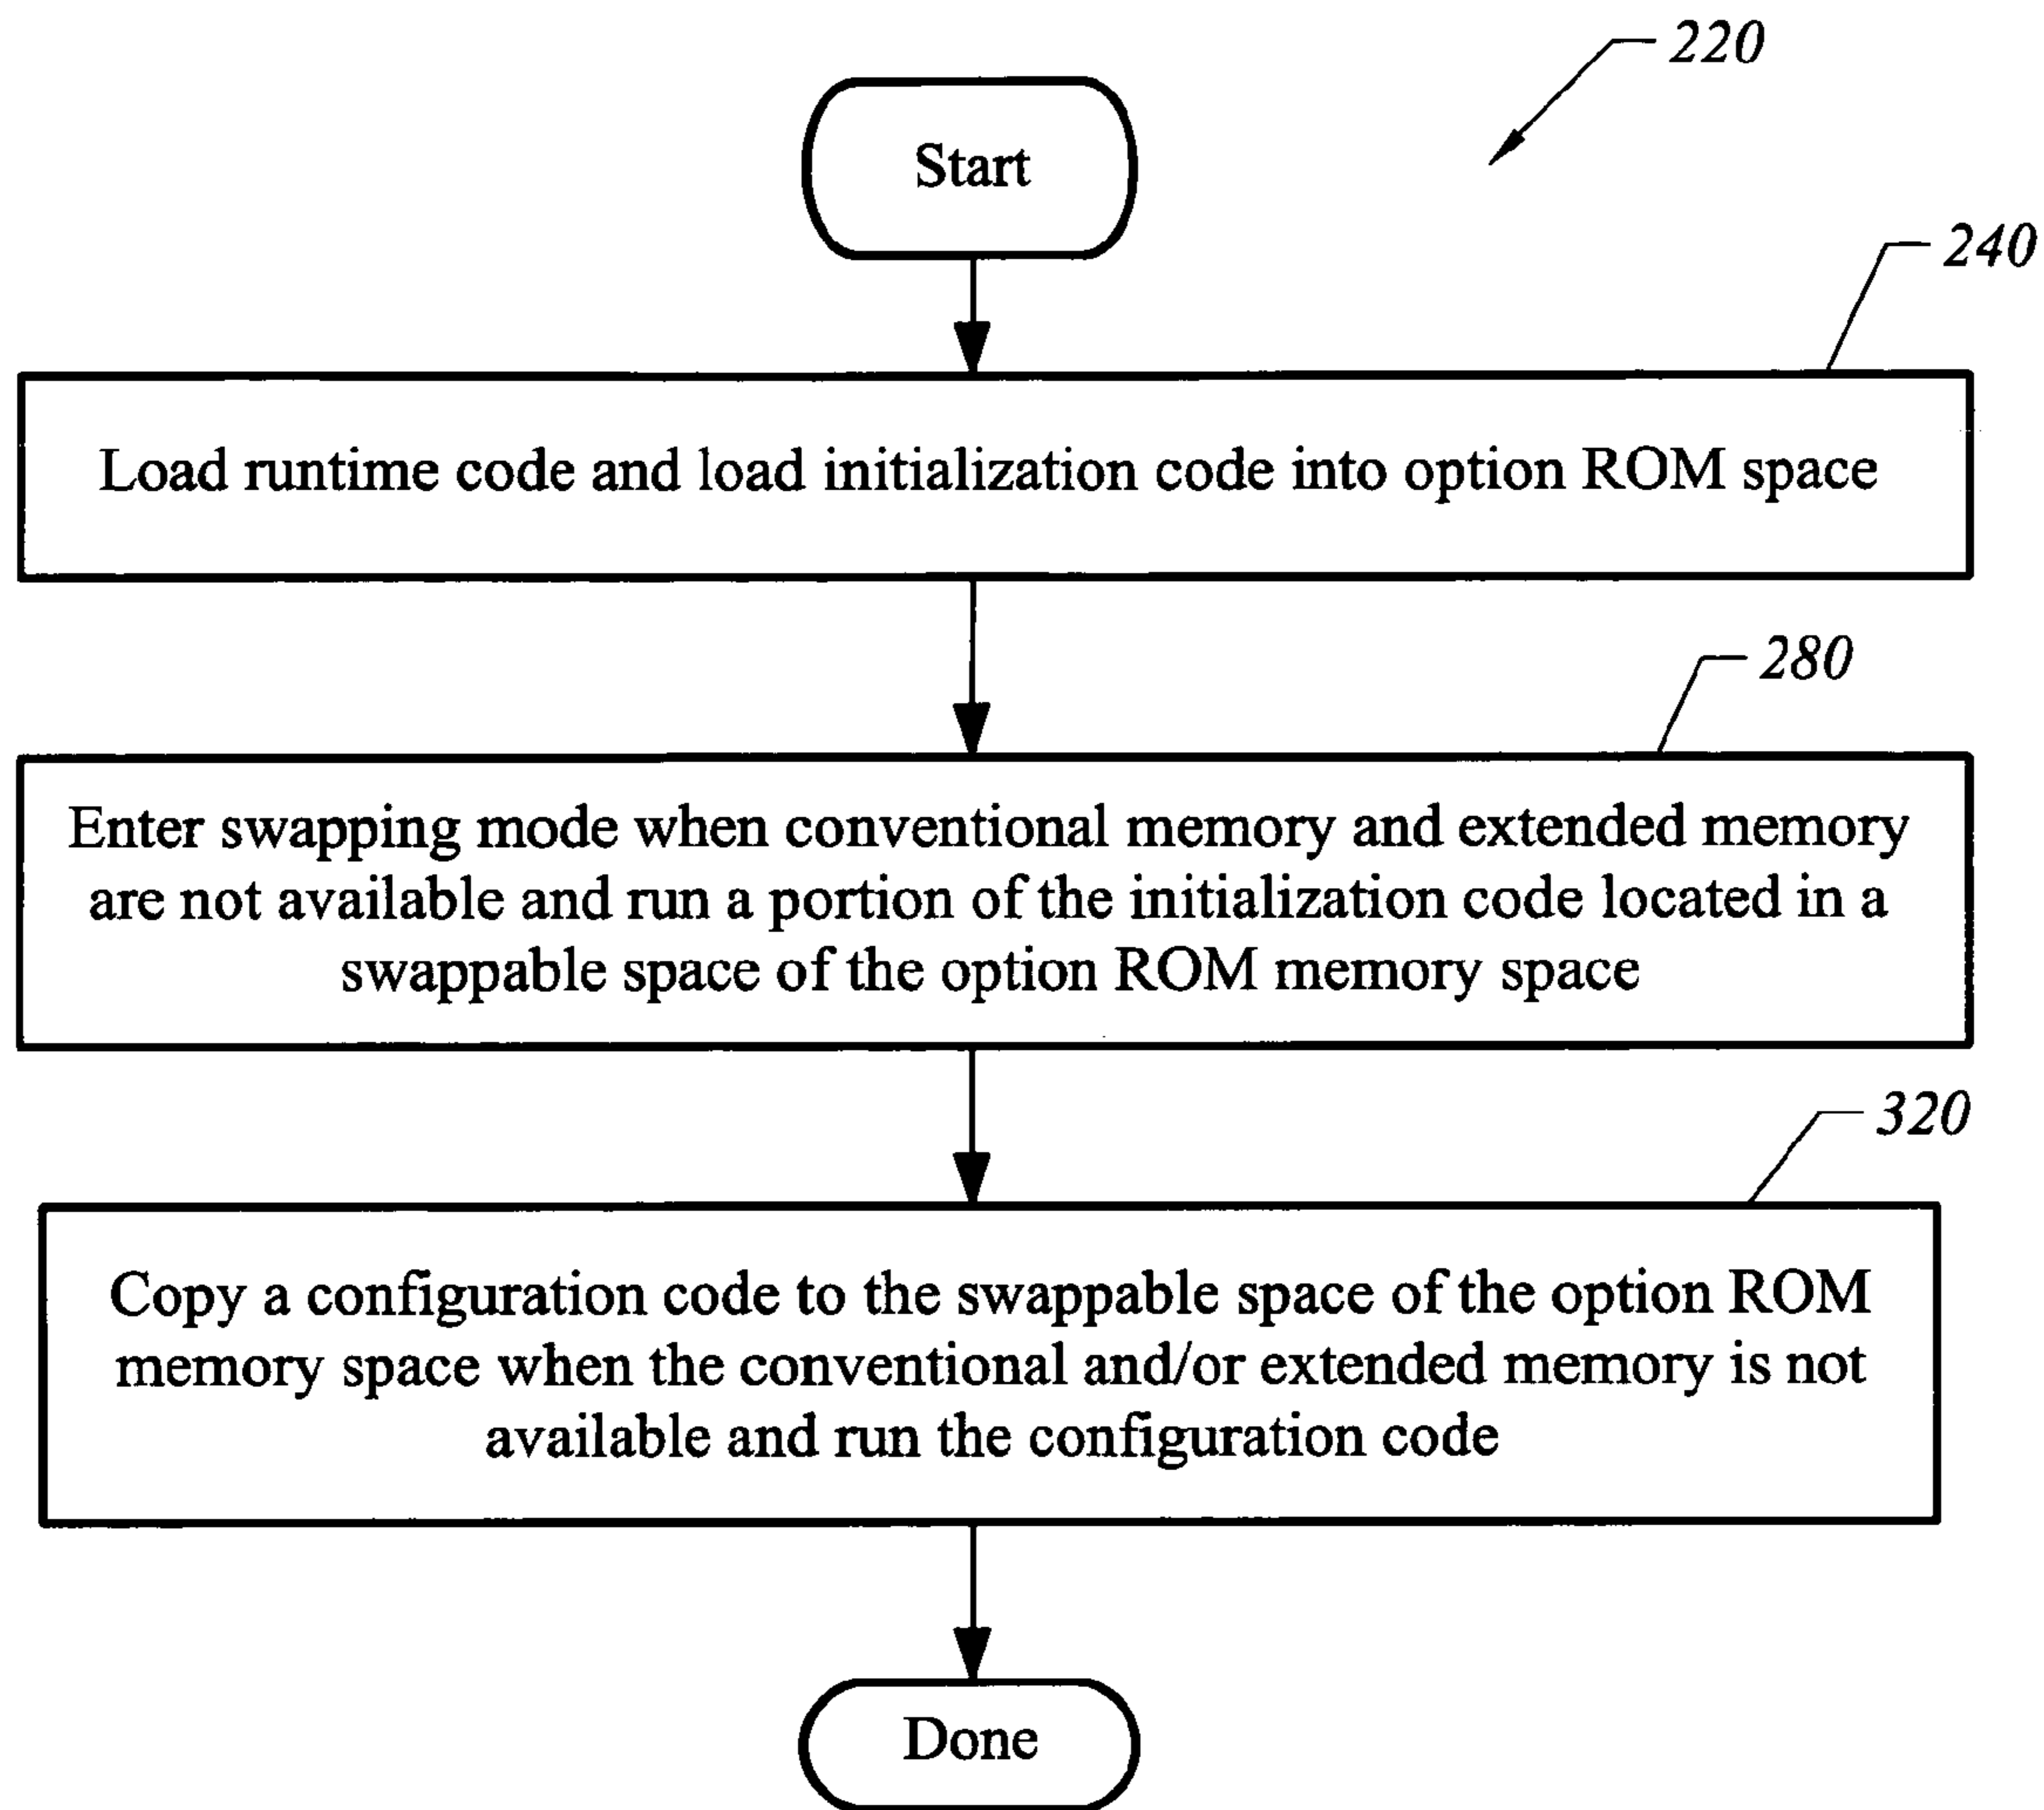 220
Start
240
Load runtime code and load initialization code into option ROM space
280
Enter swapping mode when conventional memory and extended memory
are not available and run a portion of the initialization code located in a
swappable space of the option ROM memory space
320
Copy a configuration code to the swappable space of the option ROM
memory space when the conventional and/or extended memory is not
available and run the configuration code
Done